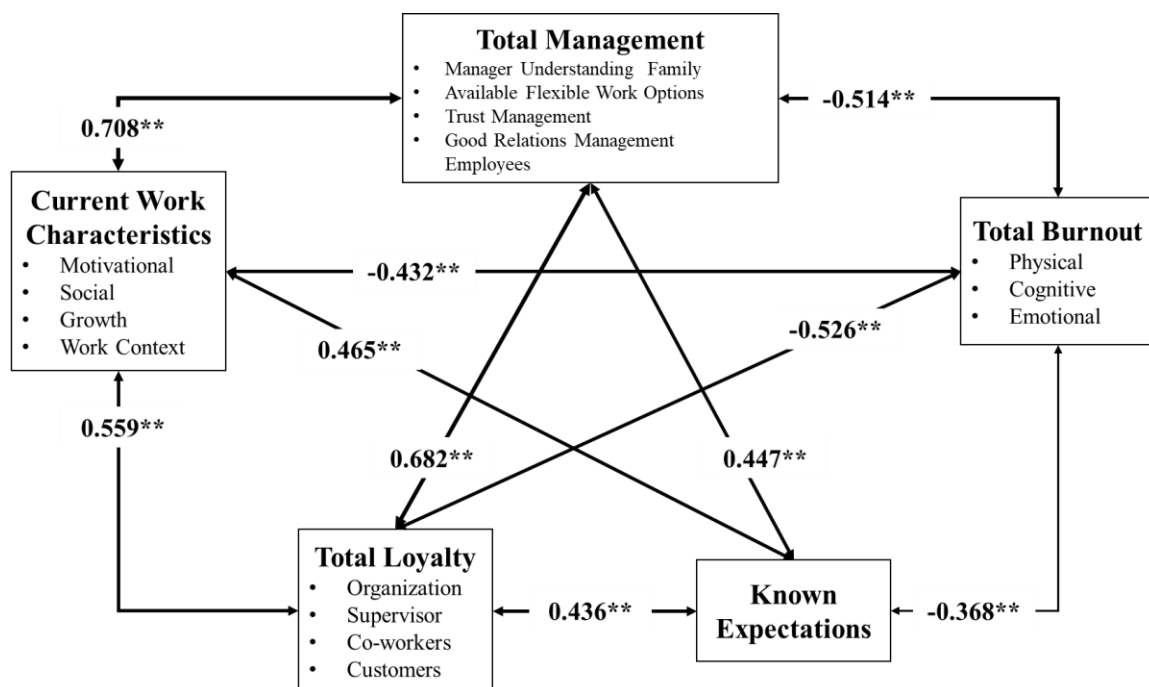 Total Management
• Manager Understanding Family
• Available Flexible Work Options
• Trust Management
• Good Relations Management
Employees
-0.514**
0.708**
Current Work
Characteristics
• Motivational
• Social
• Growth
• Work Context
Total Burnout
• Physical
• Cognitive
• Emotional
-0.432**
-0.526**
0.465**
0.559**
0.682**
0.447**
Total Loyalty
• Organization
• Supervisor
• Co-workers
• Customers
0.436**
Known
Expectations
-0.368**